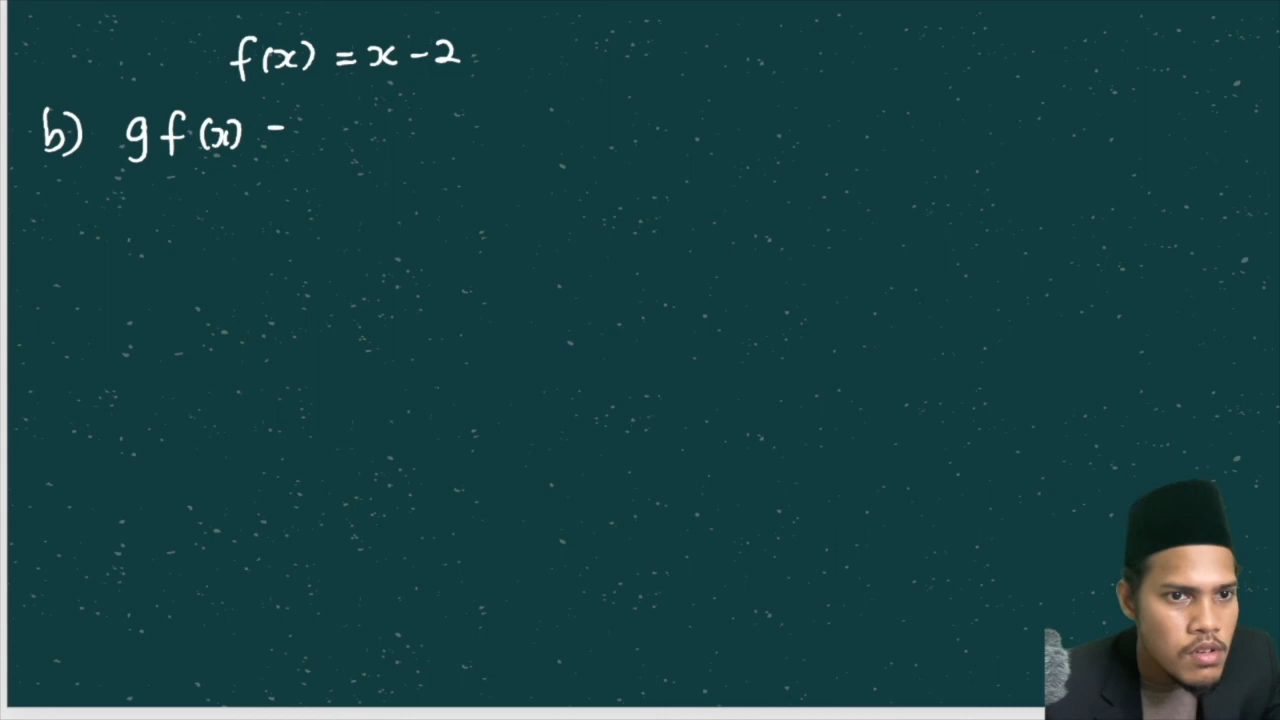 f(x) = x - 2
b) gf(x) -